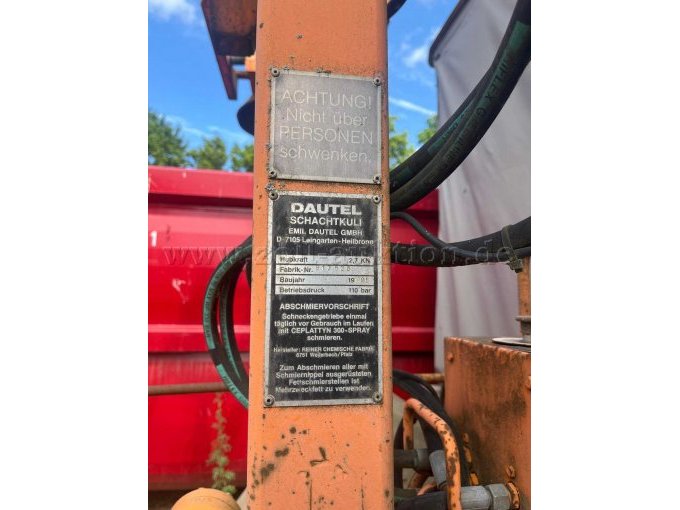 ACHTUNG!
Nicht über
PERSONEN
schwenken.
DAUTEL
SCHACHTKULI
EMIL DAUTEL GMBH
D-7105 Leingarten-Heilbronn
Hubkraft 2,7 KN
Fabrik-Nr.
Baujahr 19
Betriebsdruck 110 bar
ABSCHMIERVORSCHRIFT
Schneckengetriebe einmal
täglich vor Gebrauch im Laufen
mit CEPLATTYN 300-SPRAY
schmieren.
Hersteller: REINER CHEMISCHE FABRIK
6751 Weilerbach/Pfalz
Zum Abschmieren aller mit
Schmiernippel ausgerüsteten
Fettschmierstellen ist
Mehrzweckfett zu verwenden.